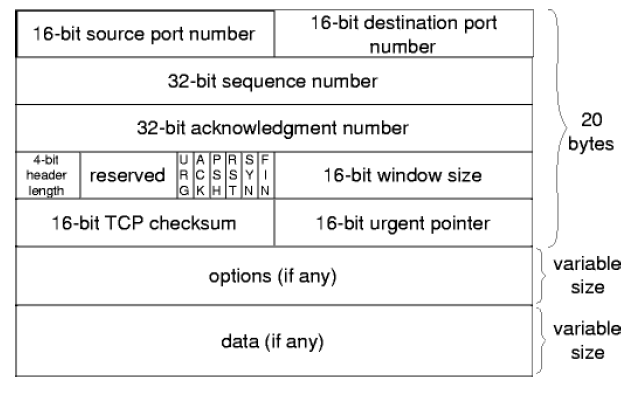 16-bit source port number
16-bit destination port
number
32-bit sequence number
32-bit acknowledgment number
20
bytes
4-bit
header
length
reserved
URG
ACK
PSH
RST
SYN
FIN
16-bit window size
16-bit TCP checksum
16-bit urgent pointer
options (if any)
variable
size
data (if any)
variable
size